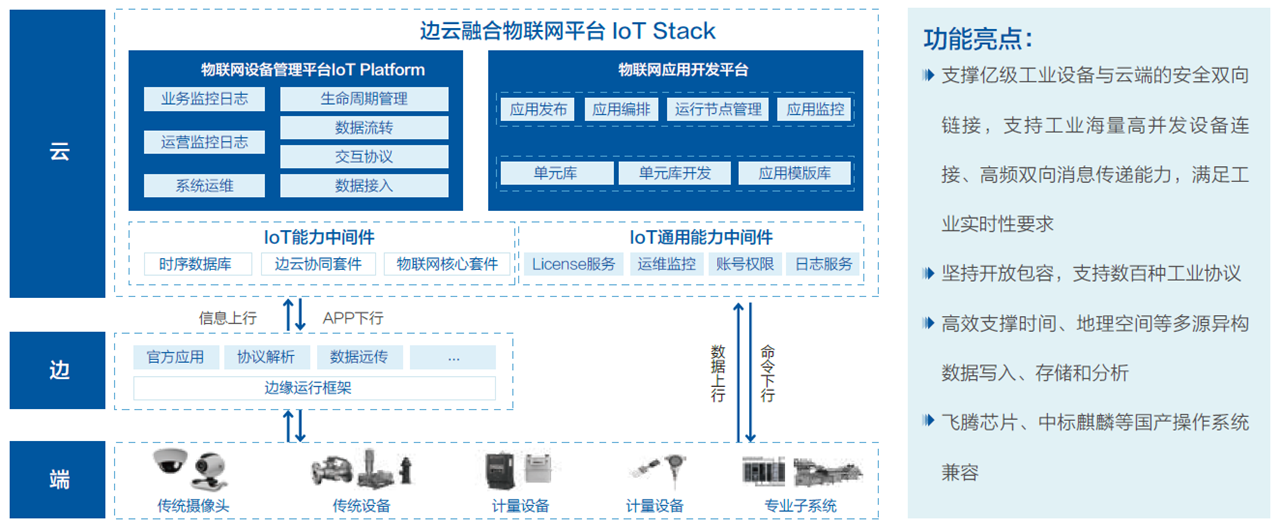 云
边云融合物联网平台 IoT Stack
物联网设备管理平台IoT Platform
业务监控日志
生命周期管理
数据流转
运营监控日志
交互协议
系统运维
数据接入
物联网应用开发平台
应用发布
应用编排
运行节点管理
应用监控
单元库
单元库开发
应用模版库
IoT能力中间件
时序数据库
边云协同套件
物联网核心套件
IoT通用能力中间件
License服务
运维监控
账号权限
日志服务
信息上行
APP下行
边
官方应用
协议解析
数据远传
...
边缘运行框架
数据上行
命令下行
端
传统摄像头
传统设备
计量设备
计量设备
专业子系统
功能亮点：
支撑亿级工业设备与云端的安全双向
链接，支持工业海量高并发设备连
接、高频双向消息传递能力，满足工
业实时性要求
坚持开放包容，支持数百种工业协议
高效支撑时间、地理空间等多源异构
数据写入、存储和分析
飞腾芯片、中标麒麟等国产操作系统
兼容